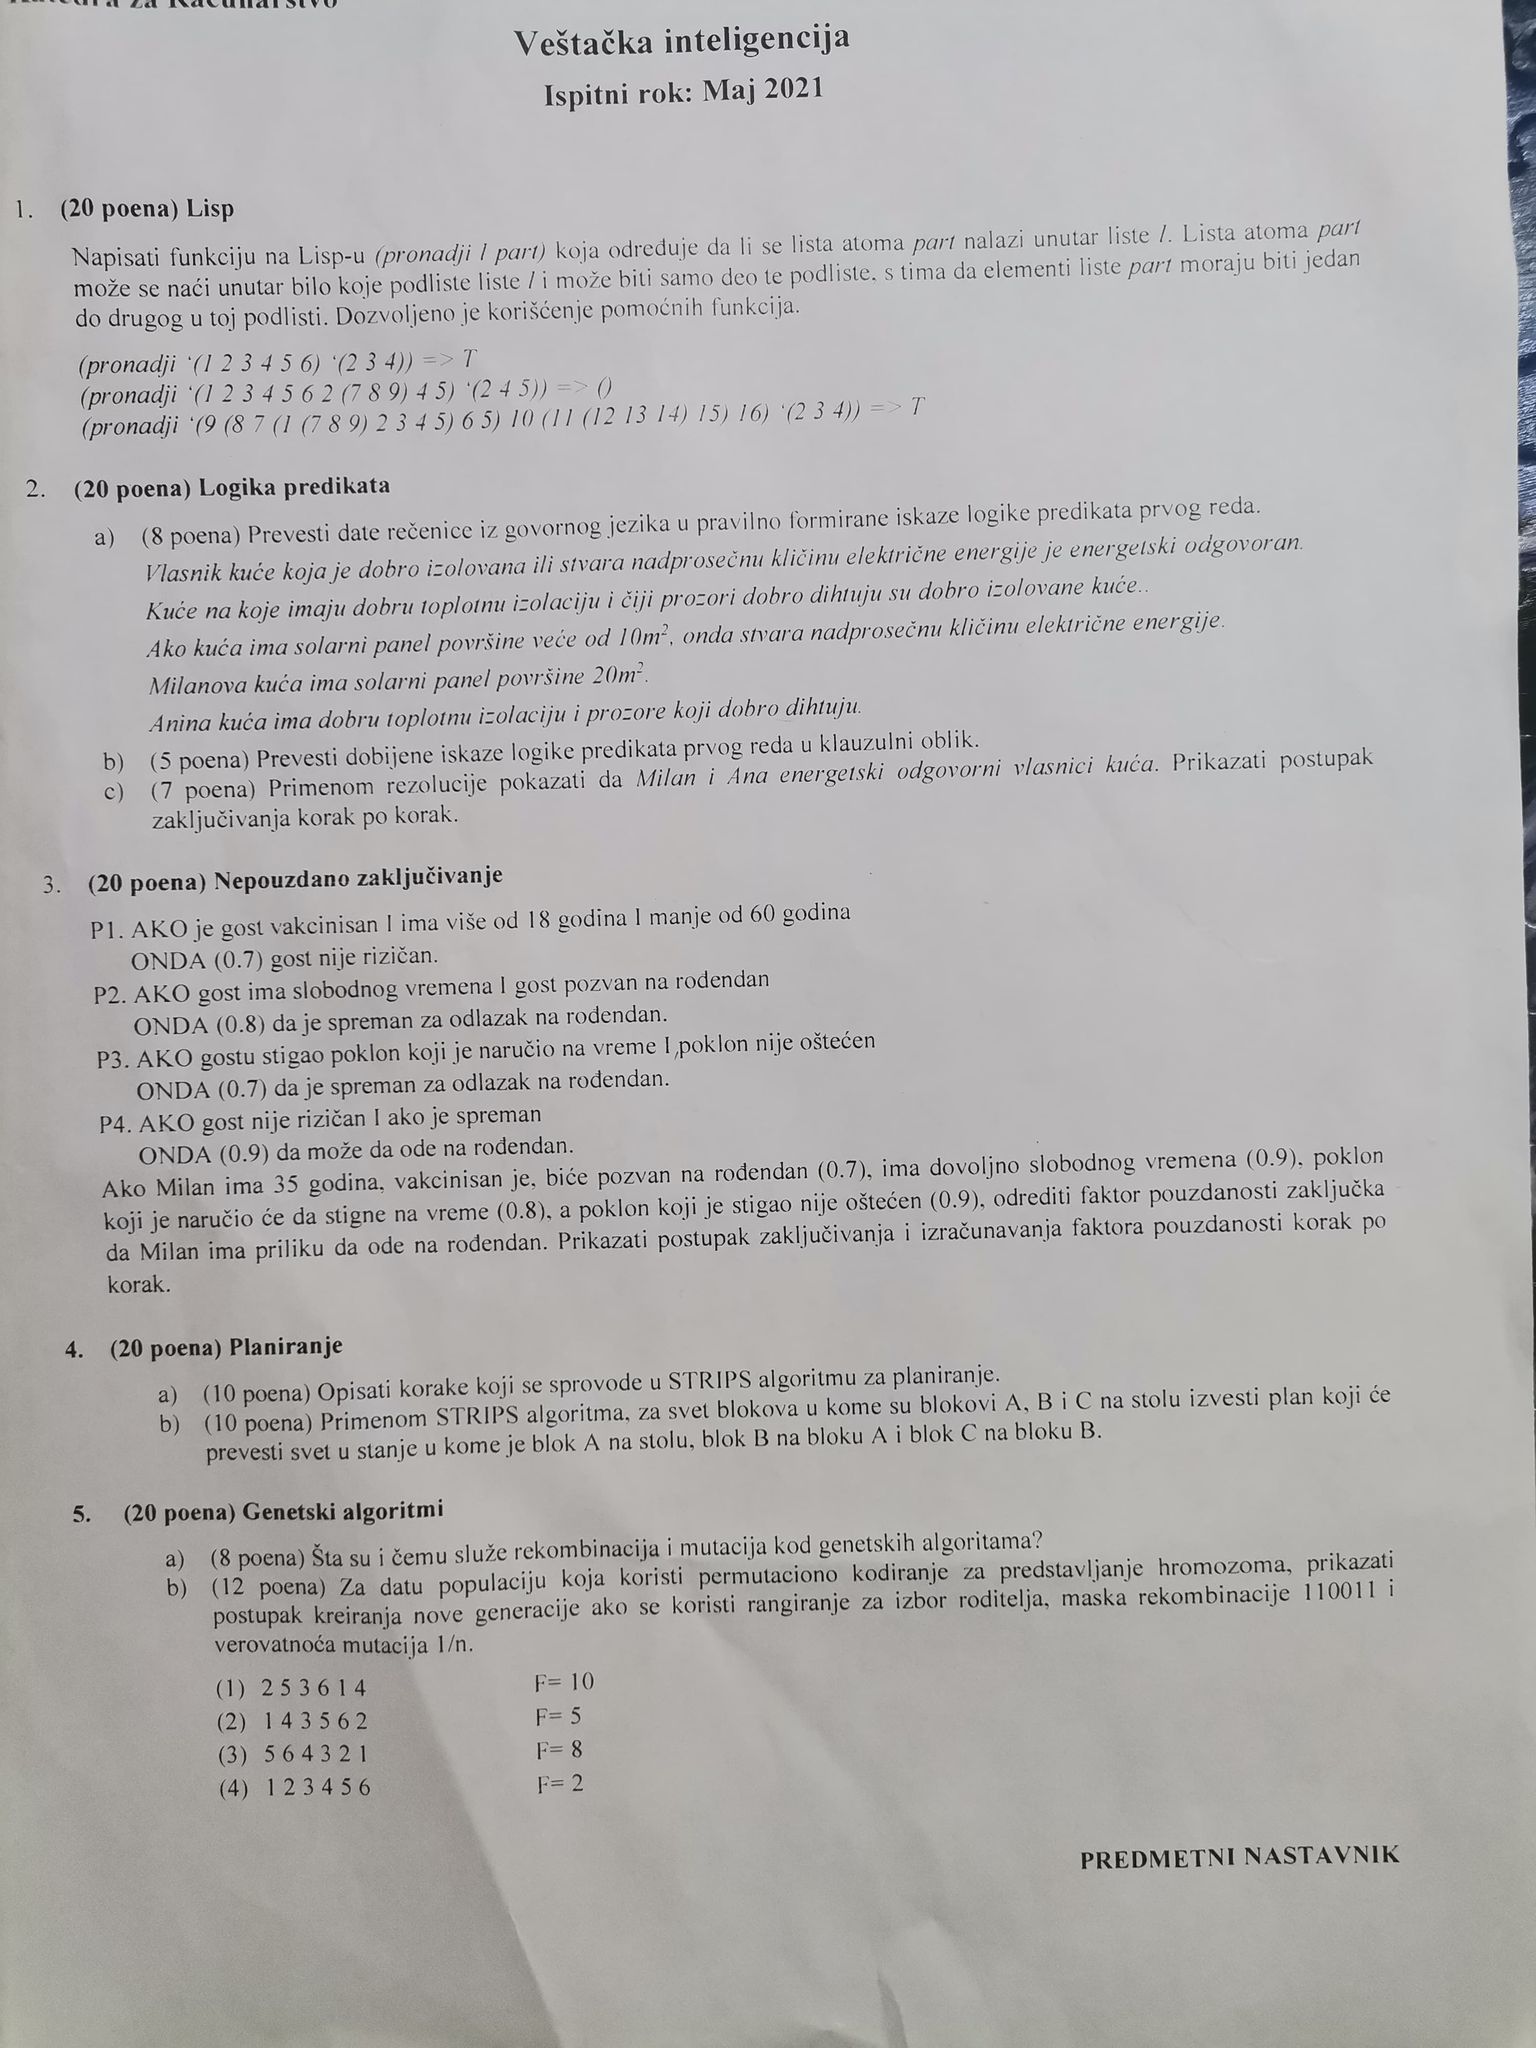 Katedra za Računarstvo
Veštačka inteligencija
Ispitni rok: Maj 2021
1. (20 poena) Lisp
Napisati funkciju na Lisp-u (pronadji l part) koja određuje da li se lista atoma part nalazi unutar liste l. Lista atoma part
može se naći unutar bilo koje podliste liste l i može biti samo deo te podliste, s tima da elementi liste part moraju biti jedan
do drugog u toj podlisti. Dozvoljeno je korišćenje pomoćnih funkcija.
(pronadji '(1 2 3 4 5 6) '(2 3 4)) => T
(pronadji '(1 2 3 4 5 6 2 (7 8 9) 4 5) '(2 4 5)) => ()
(pronadji '(9 (8 7 (1 (7 8 9) 2 3 4 5) 6 5) 10 (11 (12 13 14) 15) 16) '(2 3 4)) => T
2. (20 poena) Logika predikata
a) (8 poena) Prevesti date rečenice iz govornog jezika u pravilno formirane iskaze logike predikata prvog reda.
Vlasnik kuće koja je dobro izolovana ili stvara nadprosečnu kličinu električne energije je energetski odgovoran.
Kuće na koje imaju dobru toplotnu izolaciju i čiji prozori dobro dihtuju su dobro izolovane kuće..
Ako kuća ima solarni panel površine veće od 10m², onda stvara nadprosečnu kličinu električne energije.
Milanova kuća ima solarni panel površine 20m².
Anina kuća ima dobru toplotnu izolaciju i prozore koji dobro dihtuju.
b) (5 poena) Prevesti dobijene iskaze logike predikata prvog reda u klauzulni oblik.
c) (7 poena) Primenom rezolucije pokazati da Milan i Ana energetski odgovorni vlasnici kuća. Prikazati postupak
zaključivanja korak po korak.
3. (20 poena) Nepouzdano zaključivanje
P1. AKO je gost vakcinisan I ima više od 18 godina I manje od 60 godina
ONDA (0.7) gost nije rizičan.
P2. AKO gost ima slobodnog vremena I gost pozvan na rođendan
ONDA (0.8) da je spreman za odlazak na rođendan.
P3. AKO gostu stigao poklon koji je naručio na vreme I poklon nije oštećen
ONDA (0.7) da je spreman za odlazak na rođendan.
P4. AKO gost nije rizičan I ako je spreman
ONDA (0.9) da može da ode na rođendan.
Ako Milan ima 35 godina, vakcinisan je, biće pozvan na rođendan (0.7), ima dovoljno slobodnog vremena (0.9), poklon
koji je naručio će da stigne na vreme (0.8), a poklon koji je stigao nije oštećen (0.9), odrediti faktor pouzdanosti zaključka
da Milan ima priliku da ode na rođendan. Prikazati postupak zaključivanja i izračunavanja faktora pouzdanosti korak po
korak.
4. (20 poena) Planiranje
a) (10 poena) Opisati korake koji se sprovode u STRIPS algoritmu za planiranje.
b) (10 poena) Primenom STRIPS algoritma, za svet blokova u kome su blokovi A, B i C na stolu izvesti plan koji će
prevesti svet u stanje u kome je blok A na stolu, blok B na bloku A i blok C na bloku B.
5. (20 poena) Genetski algoritmi
a) (8 poena) Šta su i čemu služe rekombinacija i mutacija kod genetskih algoritama?
b) (12 poena) Za datu populaciju koja koristi permutaciono kodiranje za predstavljanje hromozoma, prikazati
postupak kreiranja nove generacije ako se koristi rangiranje za izbor roditelja, maska rekombinacije 110011 i
verovatnoća mutacija 1/n.
(1) 2 5 3 6 1 4 F= 10
(2) 1 4 3 5 6 2 F= 5
(3) 5 6 4 3 2 1 F= 8
(4) 1 2 3 4 5 6 F= 2
PREDMETNI NASTAVNIK